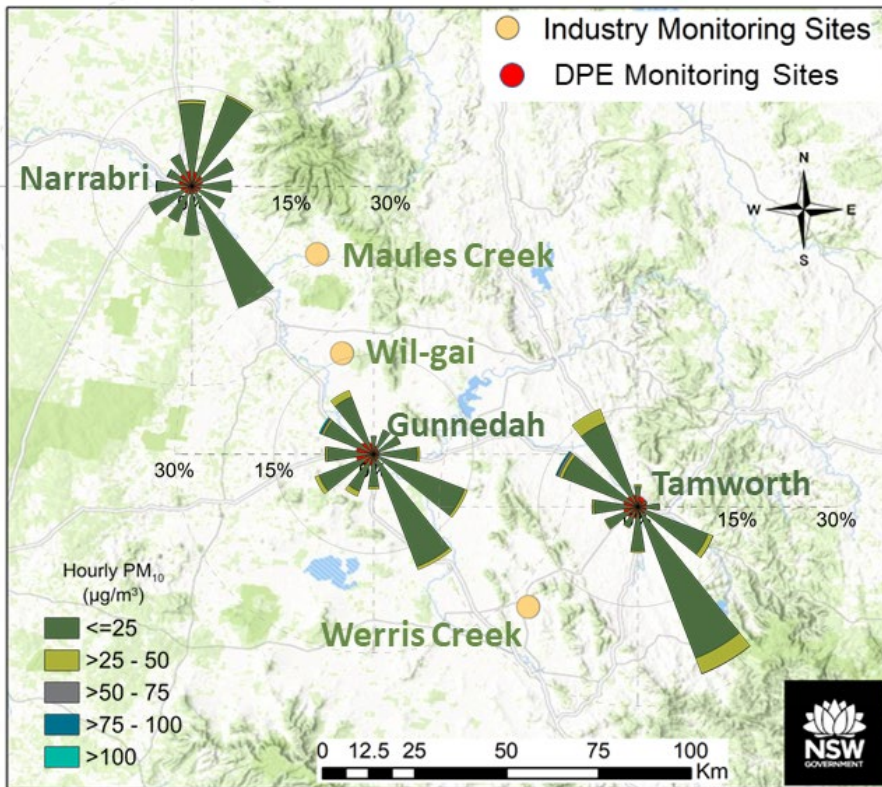 Industry Monitoring Sites
DPE Monitoring Sites
Narrabri
15%
30%
N
W
E
S
Maules Creek
Wil-gai
Gunnedah
30%
15%
Tamworth
15%
30%
Werris Creek
Hourly PM₁₀
(µg/m³)
<=25
>25 - 50
>50 - 75
>75 - 100
>100
0 12.5 25 50 75 100
Km
NSW
GOVERNMENT